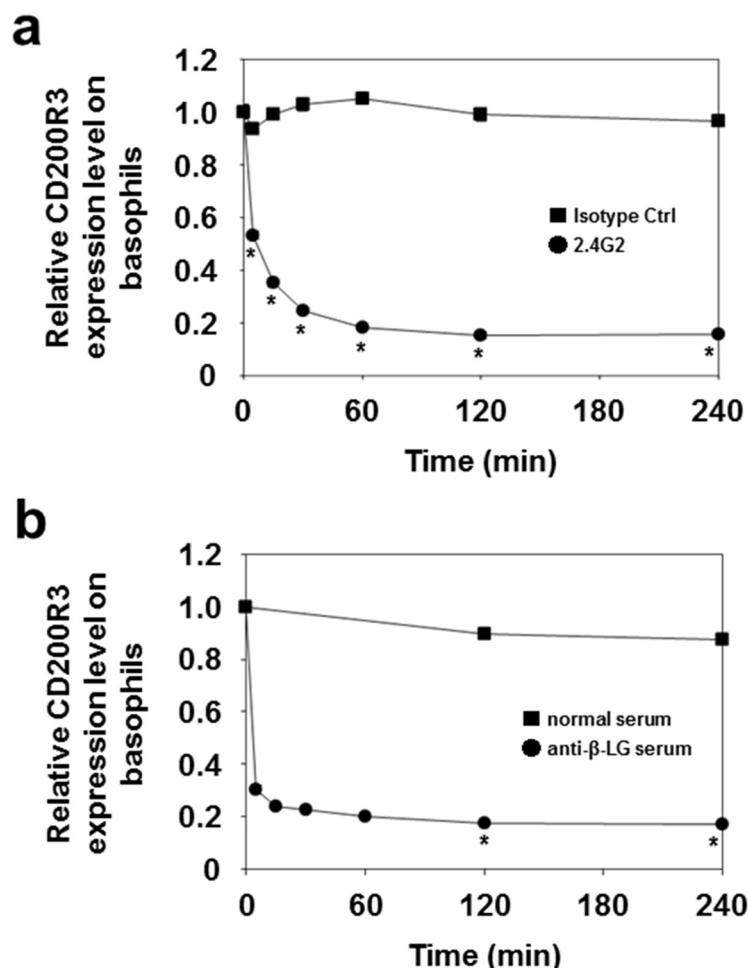 a
Relative CD200R3
expression level on
basophils
1.2
1.0
0.8
0.6
0.4
0.2
0
Isotype Ctrl
2.4G2
*
*
*
*
*
*
0 60 120 180 240
Time (min)
b
Relative CD200R3
expression level on
basophils
1.2
1.0
0.8
0.6
0.4
0.2
0
normal serum
anti-β-LG serum
*
*
0 60 120 180 240
Time (min)